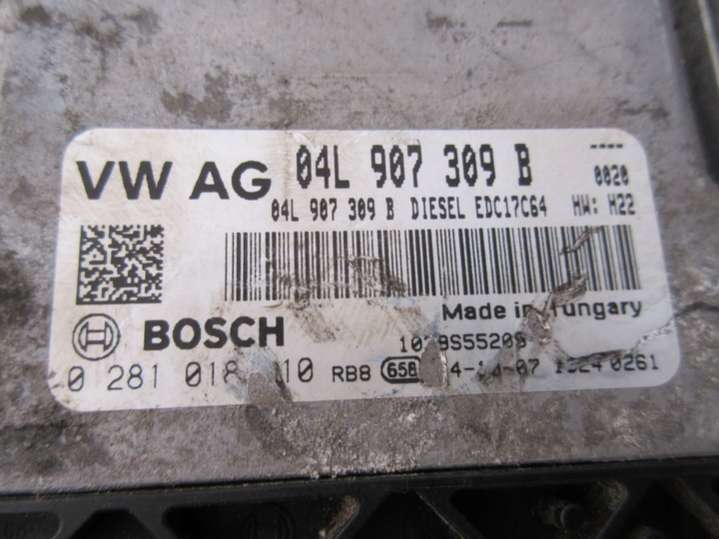 VW AG 04L 907 309 B ----
0020
04L 907 309 B DIESEL EDC17C64 HW: H22
Made in Hungary
BOSCH
0 281 018 RB8 658 0261